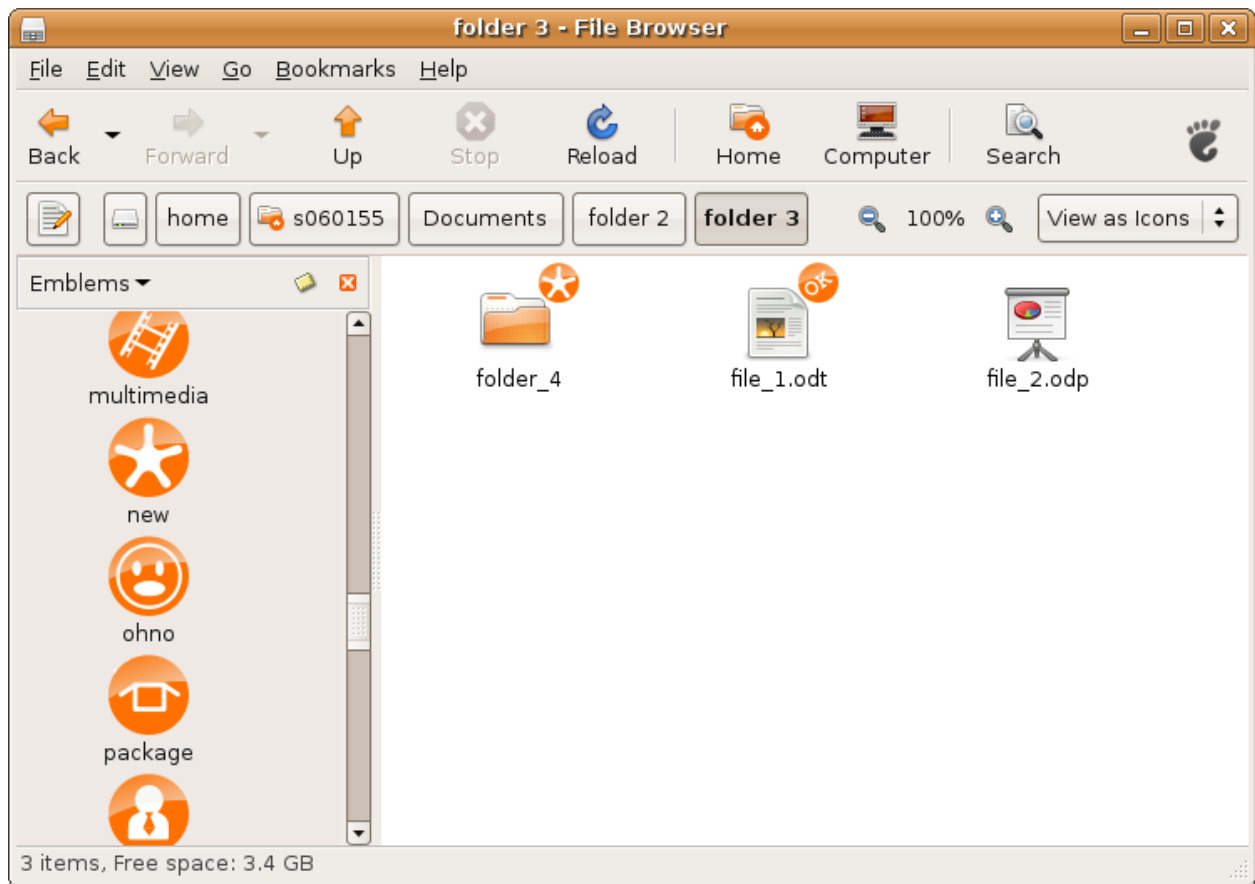 folder 3 - File Browser
File Edit View Go Bookmarks Help
Back Forward Up Stop Reload Home Computer Search
home s060155 Documents folder 2 folder 3 100% View as Icons
Emblems
OK
multimedia
folder_4 file_1.odt file_2.odp
new
ohno
package
3 items, Free space: 3.4 GB